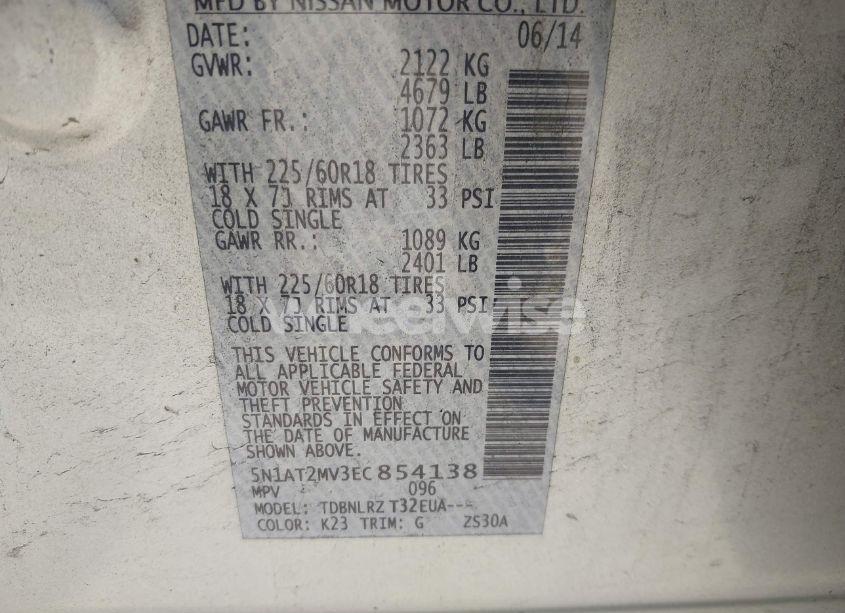 MFD BY NISSAN MOTOR CO., LTD.
DATE: 06/14
GVWR: 2122 KG
4679 LB
GAWR FR.: 1072 KG
2363 LB
WITH 225/60R18 TIRES
18 X 7J RIMS AT 33 PSI
COLD SINGLE
GAWR RR.: 1089 KG
2401 LB
WITH 225/60R18 TIRES
18 X 7J RIMS AT 33 PSI
COLD SINGLE
wheelwise
THIS VEHICLE CONFORMS TO
ALL APPLICABLE FEDERAL
MOTOR VEHICLE SAFETY AND
THEFT PREVENTION
STANDARDS IN EFFECT ON
THE DATE OF MANUFACTURE
SHOWN ABOVE.
5N1AT2MV3EC854138
MPV 096
MODEL: TDBNLRZ T32EUA---
COLOR: K23 TRIM: G ZS30A